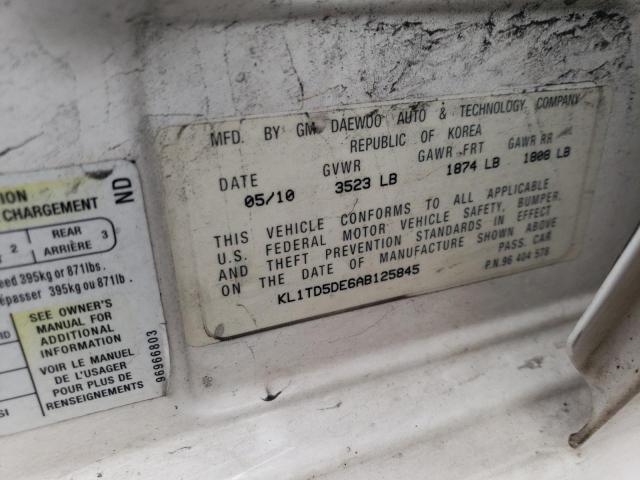 MFD. BY GM DAEWOO AUTO & TECHNOLOGY COMPANY
REPUBLIC OF KOREA
DATE GVWR GAWR FRT GAWR RR
05/10 3523 LB 1874 LB 1808 LB
THIS VEHICLE CONFORMS TO ALL APPLICABLE
U.S. FEDERAL MOTOR VEHICLE SAFETY, BUMPER,
AND THEFT PREVENTION STANDARDS IN EFFECT
ON THE DATE OF MANUFACTURE SHOWN ABOVE
PASS. CAR
KL1TD5DE6AB125845
P.N. 96 404 578
CHARGEMENT
ND
2 REAR
ARRIÈRE 3
395kg or 871lbs.
395kg ou 871lb.
SEE OWNER'S
MANUAL FOR
ADDITIONAL
INFORMATION
VOIR LE MANUEL
DE L'USAGER
POUR PLUS DE
RENSEIGNEMENTS
96966803